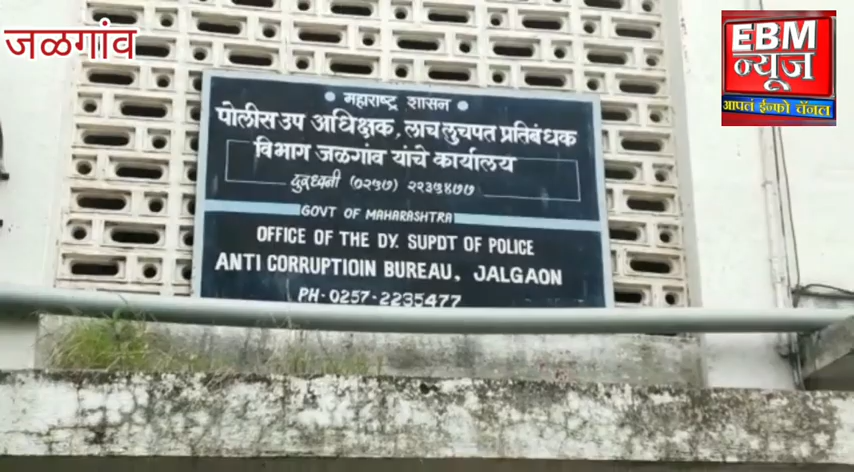 जळगांव
EBM
न्यूज
आपलं ईन्फो चॅनल
महाराष्ट्र शासन
पोलीस उप अधिक्षक, लाच लुचपत प्रतिबंधक
विभाग जळगांव यांचे कार्यालय
दुरध्वनी (०२५७) २२३५४७७
GOVT OF MAHARASHTRA
OFFICE OF THE DY. SUPDT OF POLICE
ANTI CORRUPTIOIN BUREAU, JALGAON
PH-0257-2235477